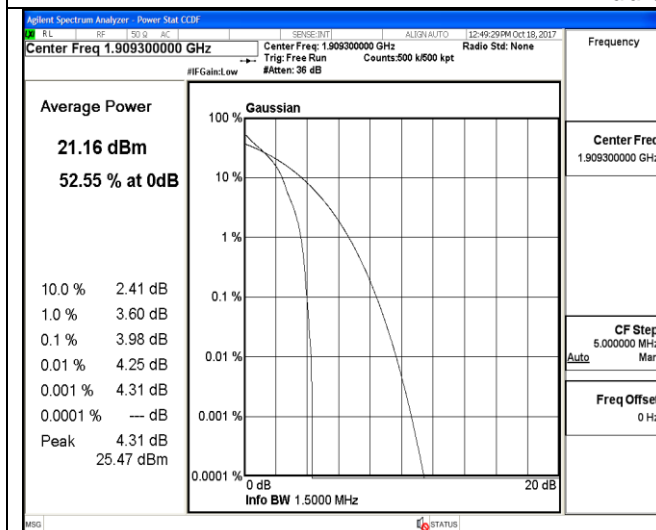 Agilent Spectrum Analyzer - Power Stat CCDF
RL RF 50 Ω AC SENSE:INT ALIGN AUTO 12:49:29 PM Oct 18, 2017
Center Freq 1.909300000 GHz
Center Freq: 1.909300000 GHz Radio Std: None
Trig: Free Run Counts:500 k/500 kpt
#IFGain:Low #Atten: 36 dB
Frequency
Average Power
21.16 dBm
52.55 % at 0dB
10.0 % 2.41 dB
1.0 % 3.60 dB
0.1 % 3.98 dB
0.01 % 4.25 dB
0.001 % 4.31 dB
0.0001 % --- dB
Peak 4.31 dB
25.47 dBm
Gaussian
100 %
10 %
1 %
0.1 %
0.01 %
0.001 %
0.0001 %
0 dB 20 dB
Info BW 1.5000 MHz
Center Freq
1.909300000 GHz
CF Step
5.000000 MHz
Auto Man
Freq Offset
0 Hz
MSG STATUS